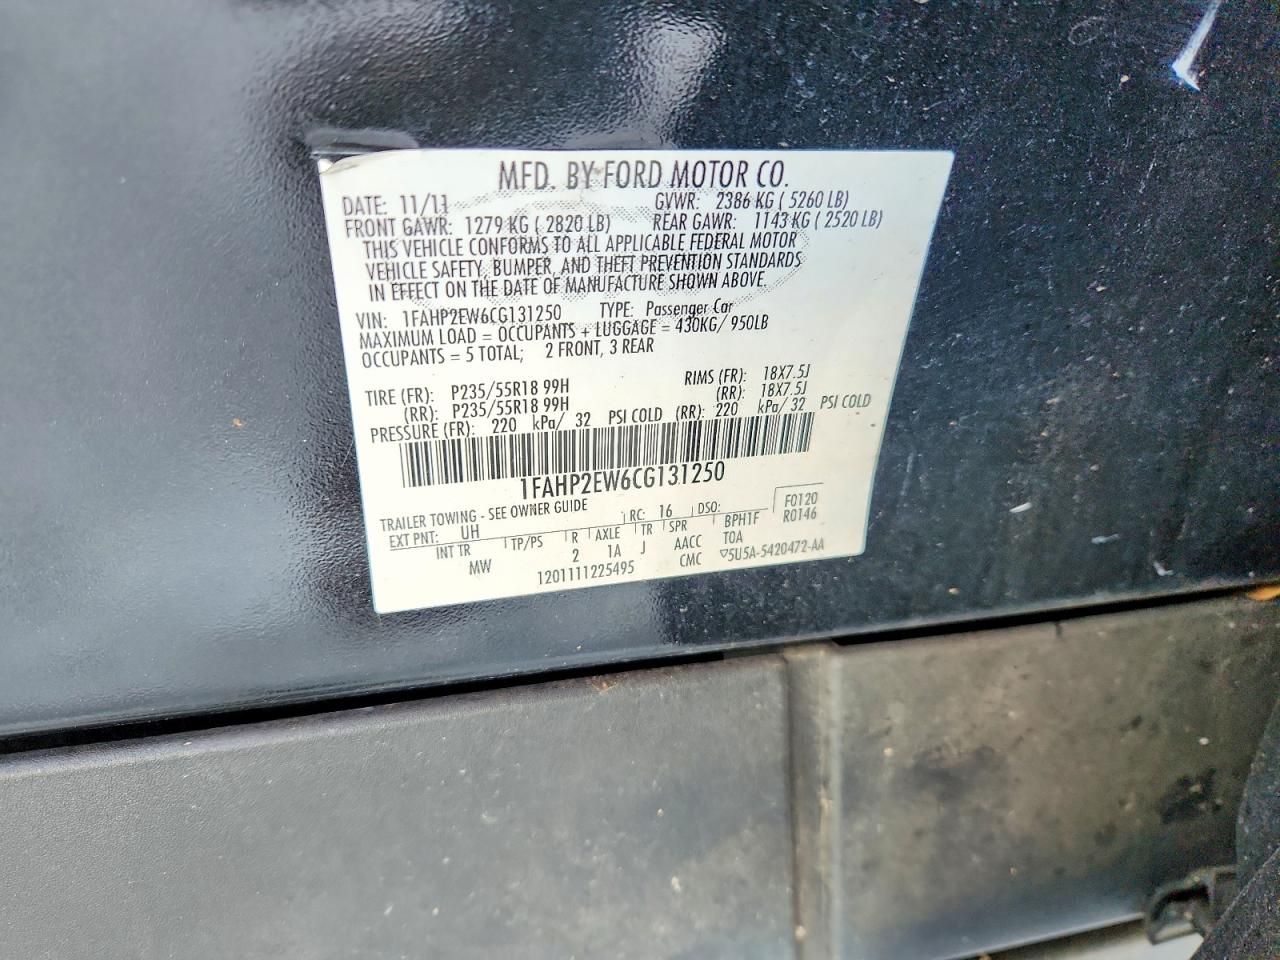 MFD. BY FORD MOTOR CO.
DATE: 11/11 GVWR: 2386 KG ( 5260 LB)
FRONT GAWR: 1279 KG ( 2820 LB) REAR GAWR: 1143 KG ( 2520 LB)
THIS VEHICLE CONFORMS TO ALL APPLICABLE FEDERAL MOTOR
VEHICLE SAFETY, BUMPER, AND THEFT PREVENTION STANDARDS
IN EFFECT ON THE DATE OF MANUFACTURE SHOWN ABOVE.
VIN: 1FAHP2EW6CG131250 TYPE: Passenger Car
MAXIMUM LOAD = OCCUPANTS + LUGGAGE = 430KG/ 950LB
OCCUPANTS = 5 TOTAL; 2 FRONT, 3 REAR
TIRE (FR): P235/55R18 99H RIMS (FR): 18X7.5J
(RR): P235/55R18 99H (RR): 18X7.5J
PRESSURE (FR): 220 kPa/ 32 PSI COLD (RR): 220 kPa/ 32 PSI COLD
1FAHP2EW6CG131250
TRAILER TOWING - SEE OWNER GUIDE
EXT PNT: UH RC: 16 DSO: F0120
R0146
INT TR TP/PS R AXLE TR SPR BPH1F
MW 2 1A J AACC TOA
CMC ▽5U5A-5420472-AA
1201111225495